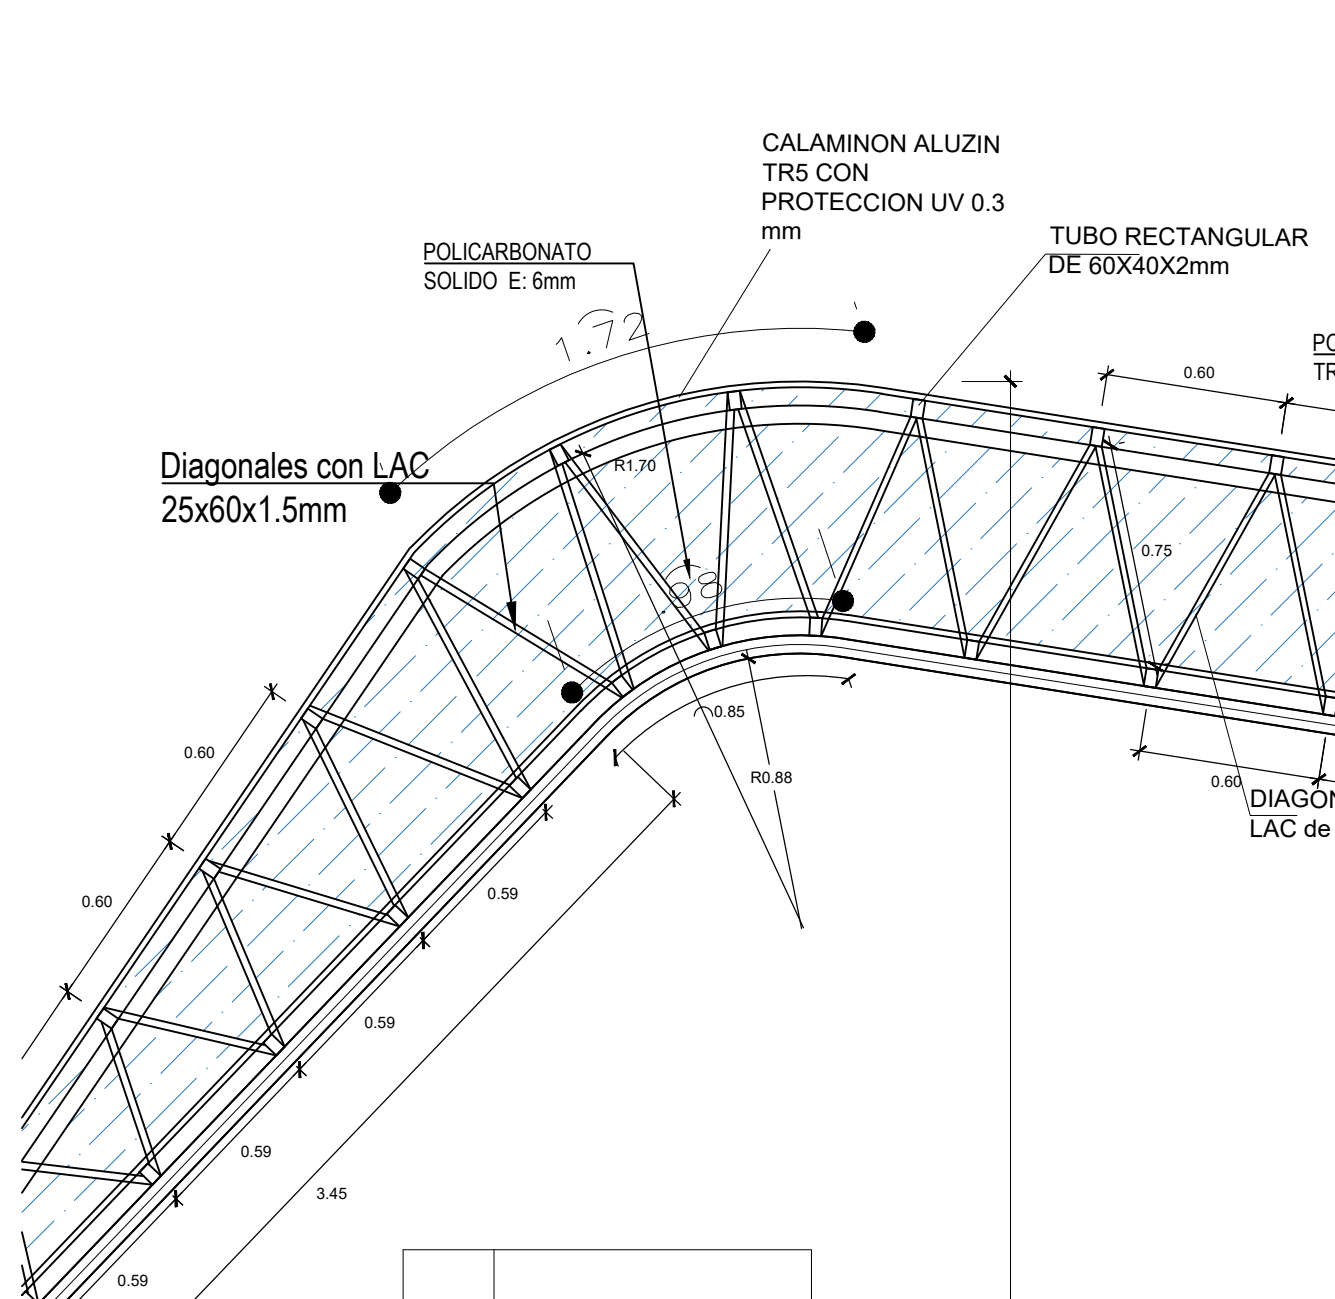 CALAMINON ALUZIN
TR5 CON
PROTECCION UV 0.3
mm
TUBO RECTANGULAR
DE 60X40X2mm
POLICARBONATO
SOLIDO E: 6mm
1.72
0.60
Diagonales con LAC
25x60x1.5mm
R1.70
0.75
.08
0.85
0.60
R0.88
0.60
DIAGON
LAC de
0.60
0.59
0.59
0.59
3.45
0.59